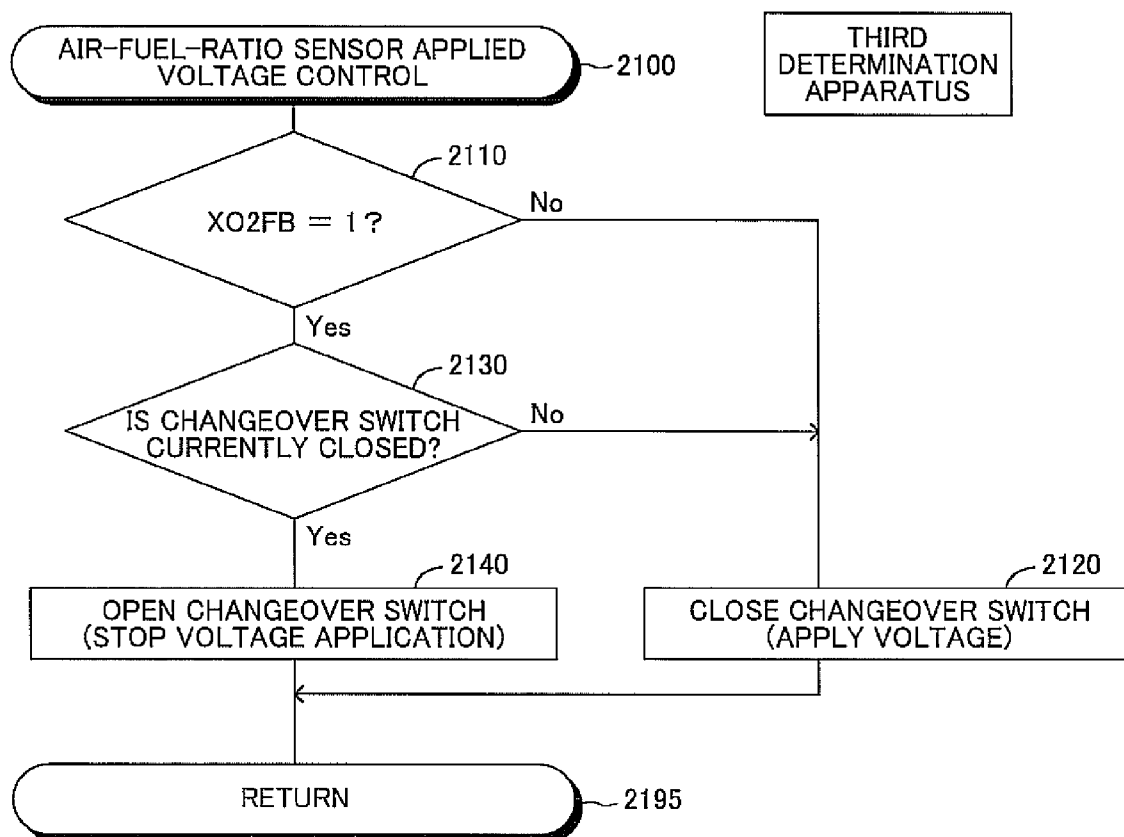 AIR-FUEL-RATIO SENSOR APPLIED
VOLTAGE CONTROL
2100
THIRD
DETERMINATION
APPARATUS
2110
XO2FB = 1?
No
Yes
2130
IS CHANGEOVER SWITCH
CURRENTLY CLOSED?
No
Yes
2140
OPEN CHANGEOVER SWITCH
(STOP VOLTAGE APPLICATION)
2120
CLOSE CHANGEOVER SWITCH
(APPLY VOLTAGE)
RETURN
2195